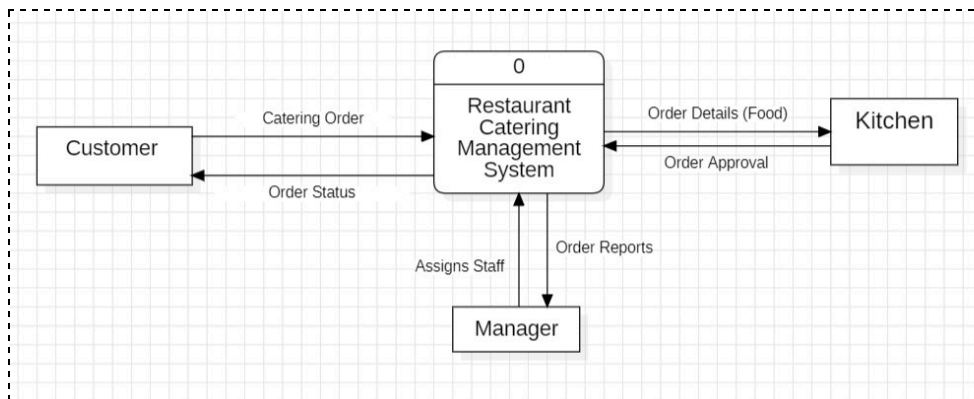 0
Restaurant
Catering
Management
System
Customer
Catering Order
Order Status
Order Details (Food)
Order Approval
Kitchen
Assigns Staff
Order Reports
Manager